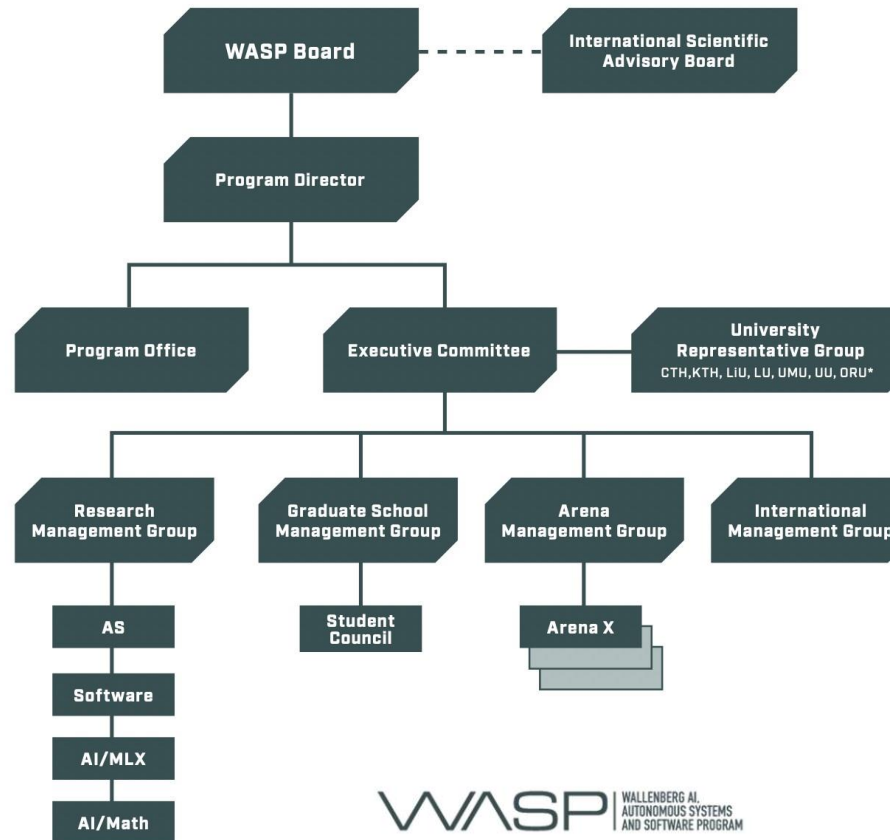 WASP Board
International Scientific
Advisory Board
Program Director
Program Office
Executive Committee
University
Representative Group
CTH,KTH, LiU, LU, UMU, UU, ORU*
Research
Management Group
Graduate School
Management Group
Arena
Management Group
International
Management Group
AS
Student
Council
Arena X
Software
AI/MLX
AI/Math
WASP
WALLENBERG AI,
AUTONOMOUS SYSTEMS
AND SOFTWARE PROGRAM